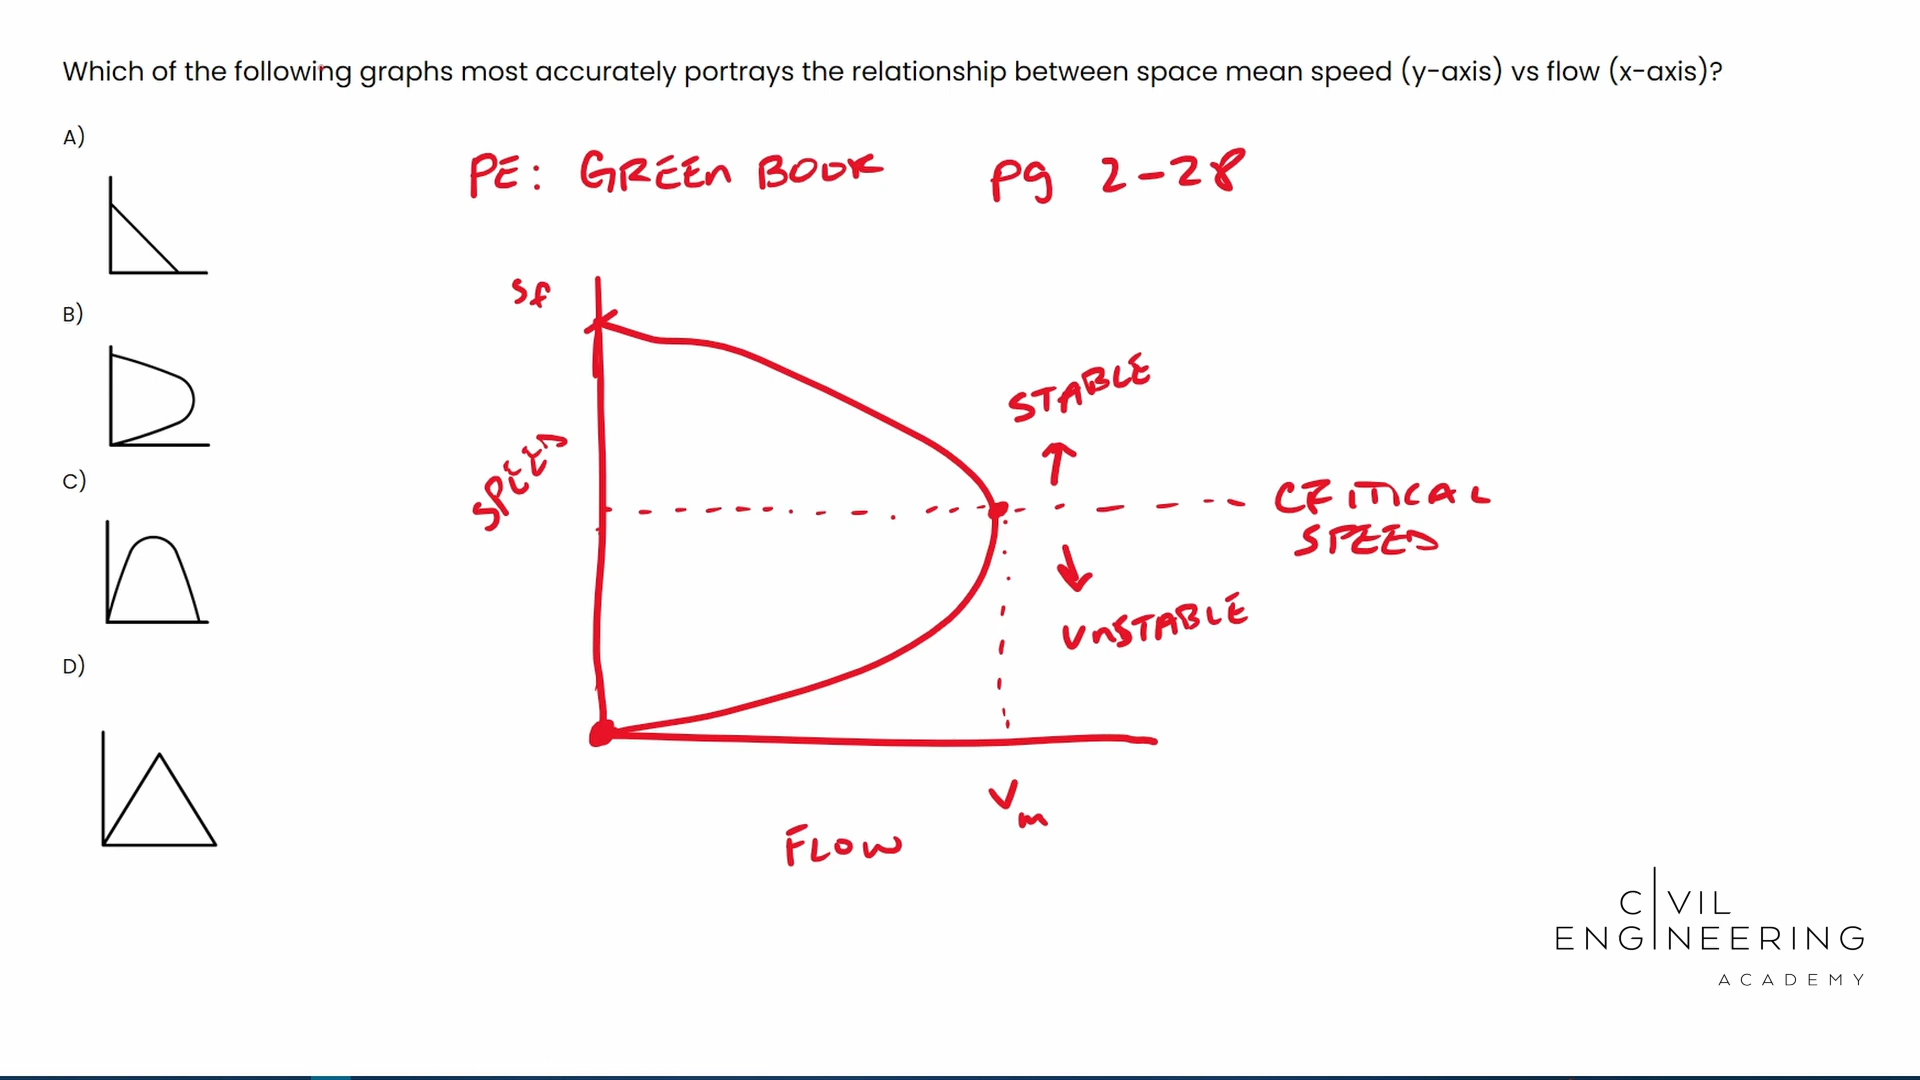 Which of the following graphs most accurately portrays the relationship between space mean speed (y-axis) vs flow (x-axis)?
A)
PE: GREEN BOOK pg 2-28
Sf
B)
STABLE
SPEED
C)
CRITICAL
SPEED
UNSTABLE
D)
Vm
FLOW
CIVIL
ENGINEERING
ACADEMY